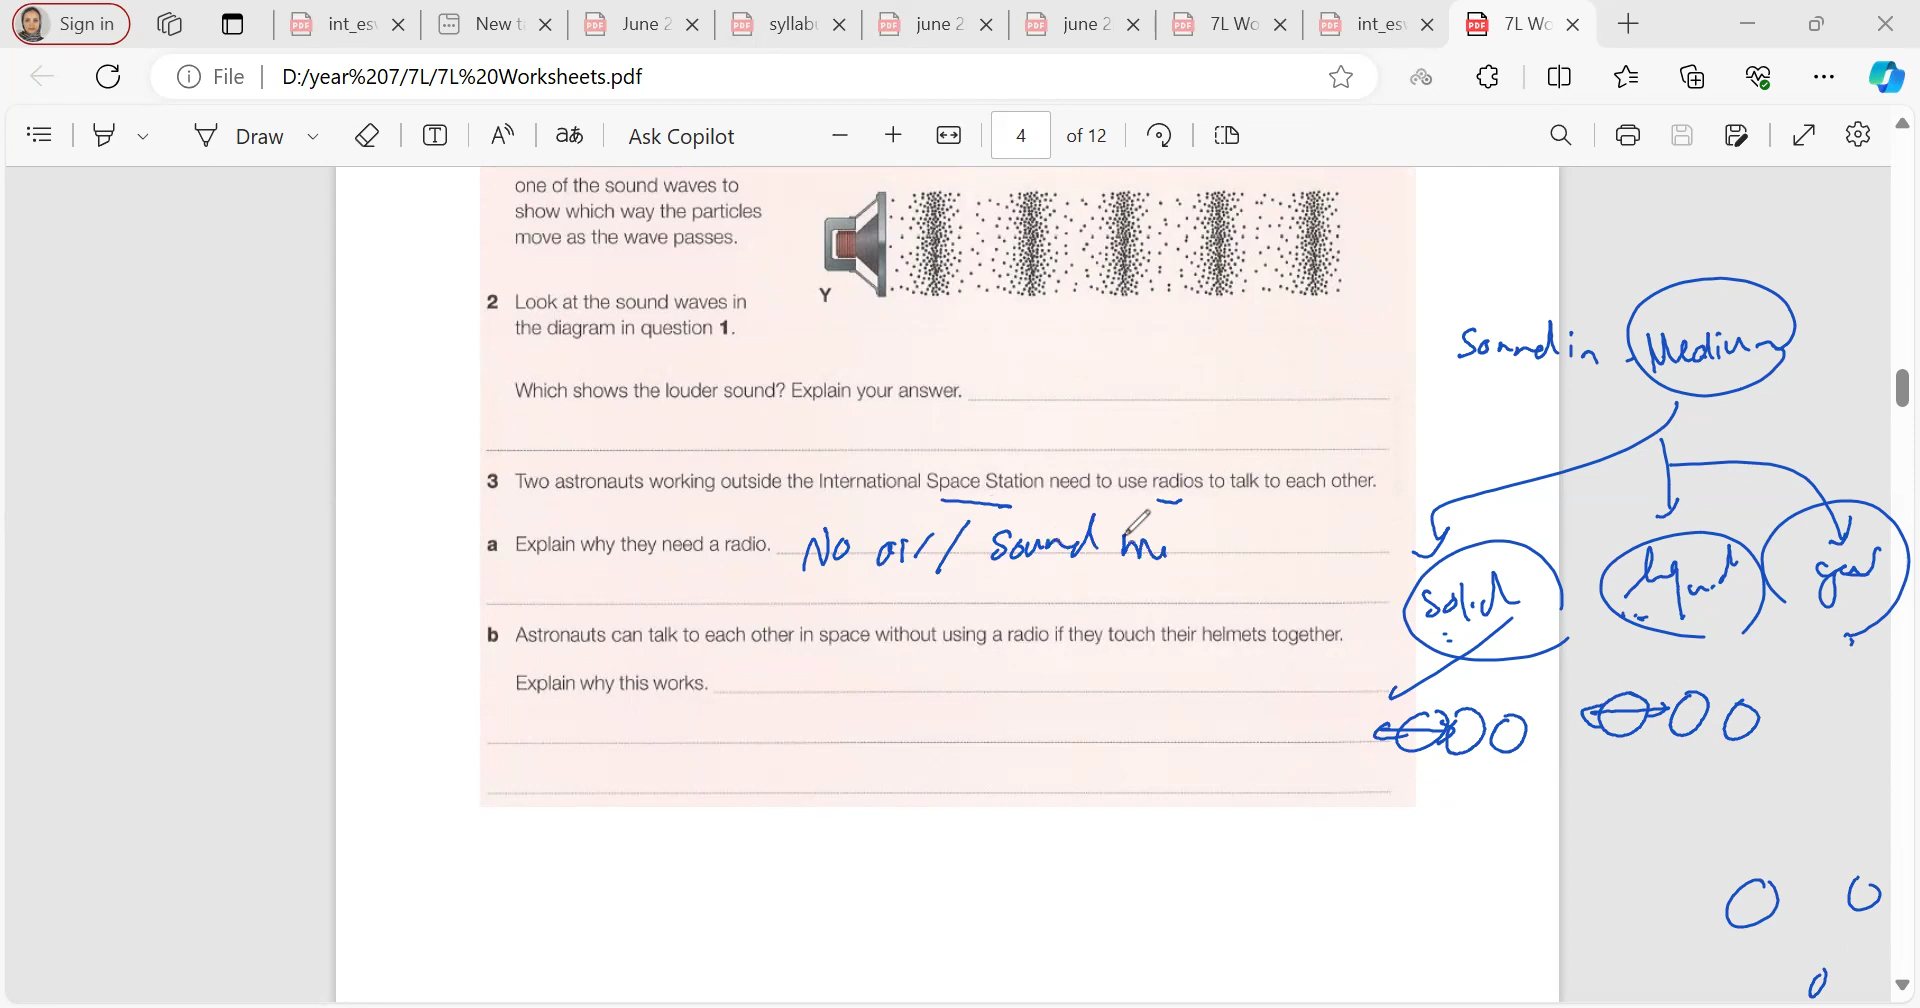 Sign in
int_es
New t
June 2
syllab
june 2
june 2
7L Wo
int_es
7L Wo
File
D:/year%207/7L/7L%20Worksheets.pdf
Draw
aあ
Ask Copilot
4 of 12
one of the sound waves to
show which way the particles
move as the wave passes.
Y
2 Look at the sound waves in
the diagram in question 1.
Which shows the louder sound? Explain your answer.
3 Two astronauts working outside the International Space Station need to use radios to talk to each other.
a Explain why they need a radio. No air / sound
b Astronauts can talk to each other in space without using a radio if they touch their helmets together.
Explain why this works.
Sound in Medium
solid liquid gas